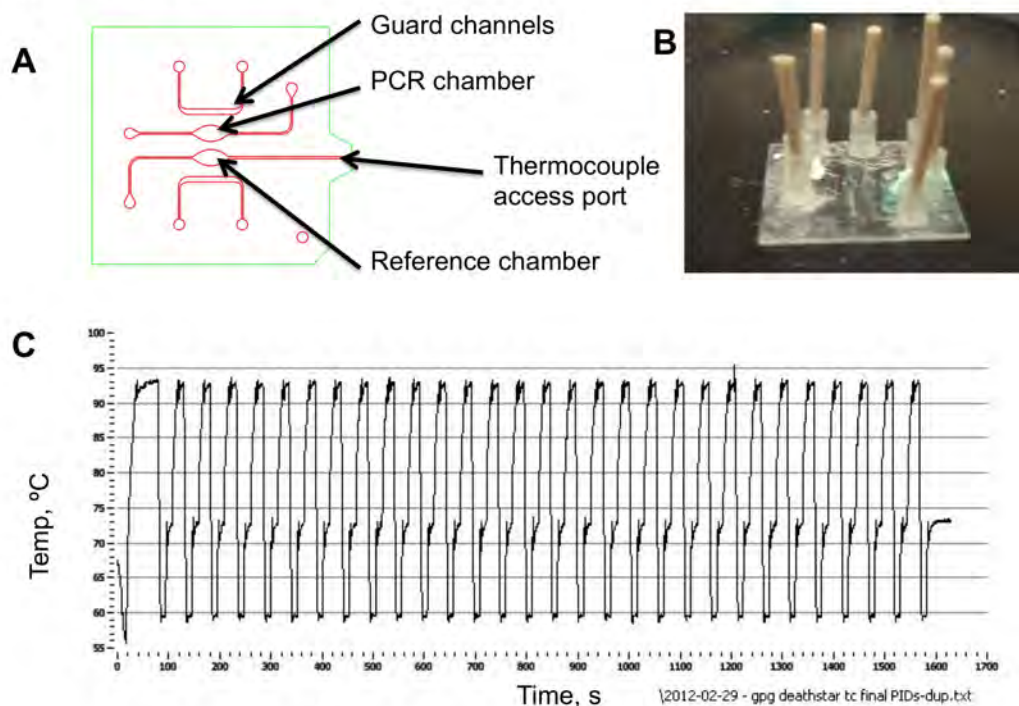 A
Guard channels
PCR chamber
Thermocouple
access port
Reference chamber
B
C
Temp, ºC
100
95
90
85
80
75
70
65
60
55
0 100 200 300 400 500 600 700 800 900 1000 1100 1200 1300 1400 1500 1600 1700
Time, s
\2012-02-29 - gpg deathstar tc final PIDs-dup.txt